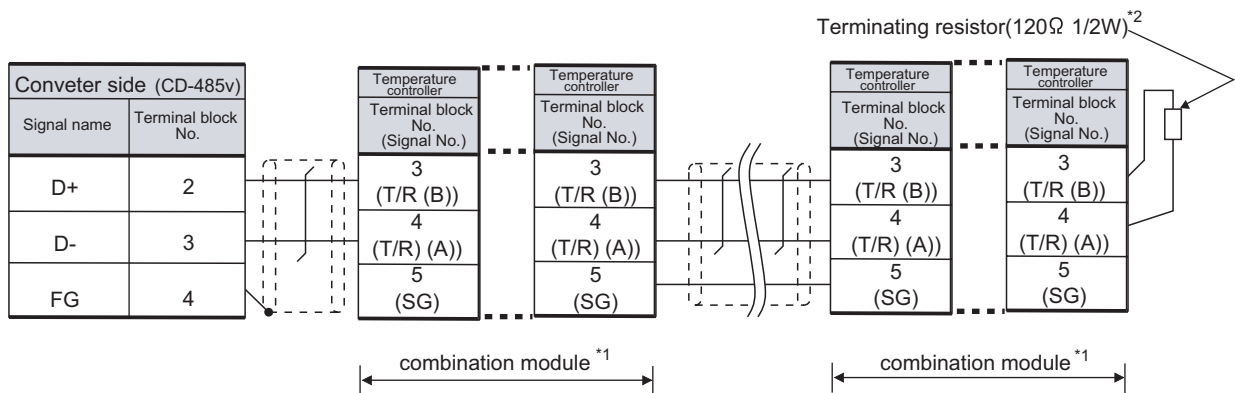 Terminating resistor(120Ω 1/2W)*2
Conveter side (CD-485v)
Signal name
Terminal block
No.
D+
2
D-
3
FG
4
Temperature
controller
Terminal block
No.
(Signal No.)
3
(T/R (B))
4
(T/R) (A))
5
(SG)
Temperature
controller
Terminal block
No.
(Signal No.)
3
(T/R (B))
4
(T/R) (A))
5
(SG)
Temperature
controller
Terminal block
No.
(Signal No.)
3
(T/R (B))
4
(T/R) (A))
5
(SG)
Temperature
controller
Terminal block
No.
(Signal No.)
3
(T/R (B))
4
(T/R) (A))
5
(SG)
combination module *1
combination module *1